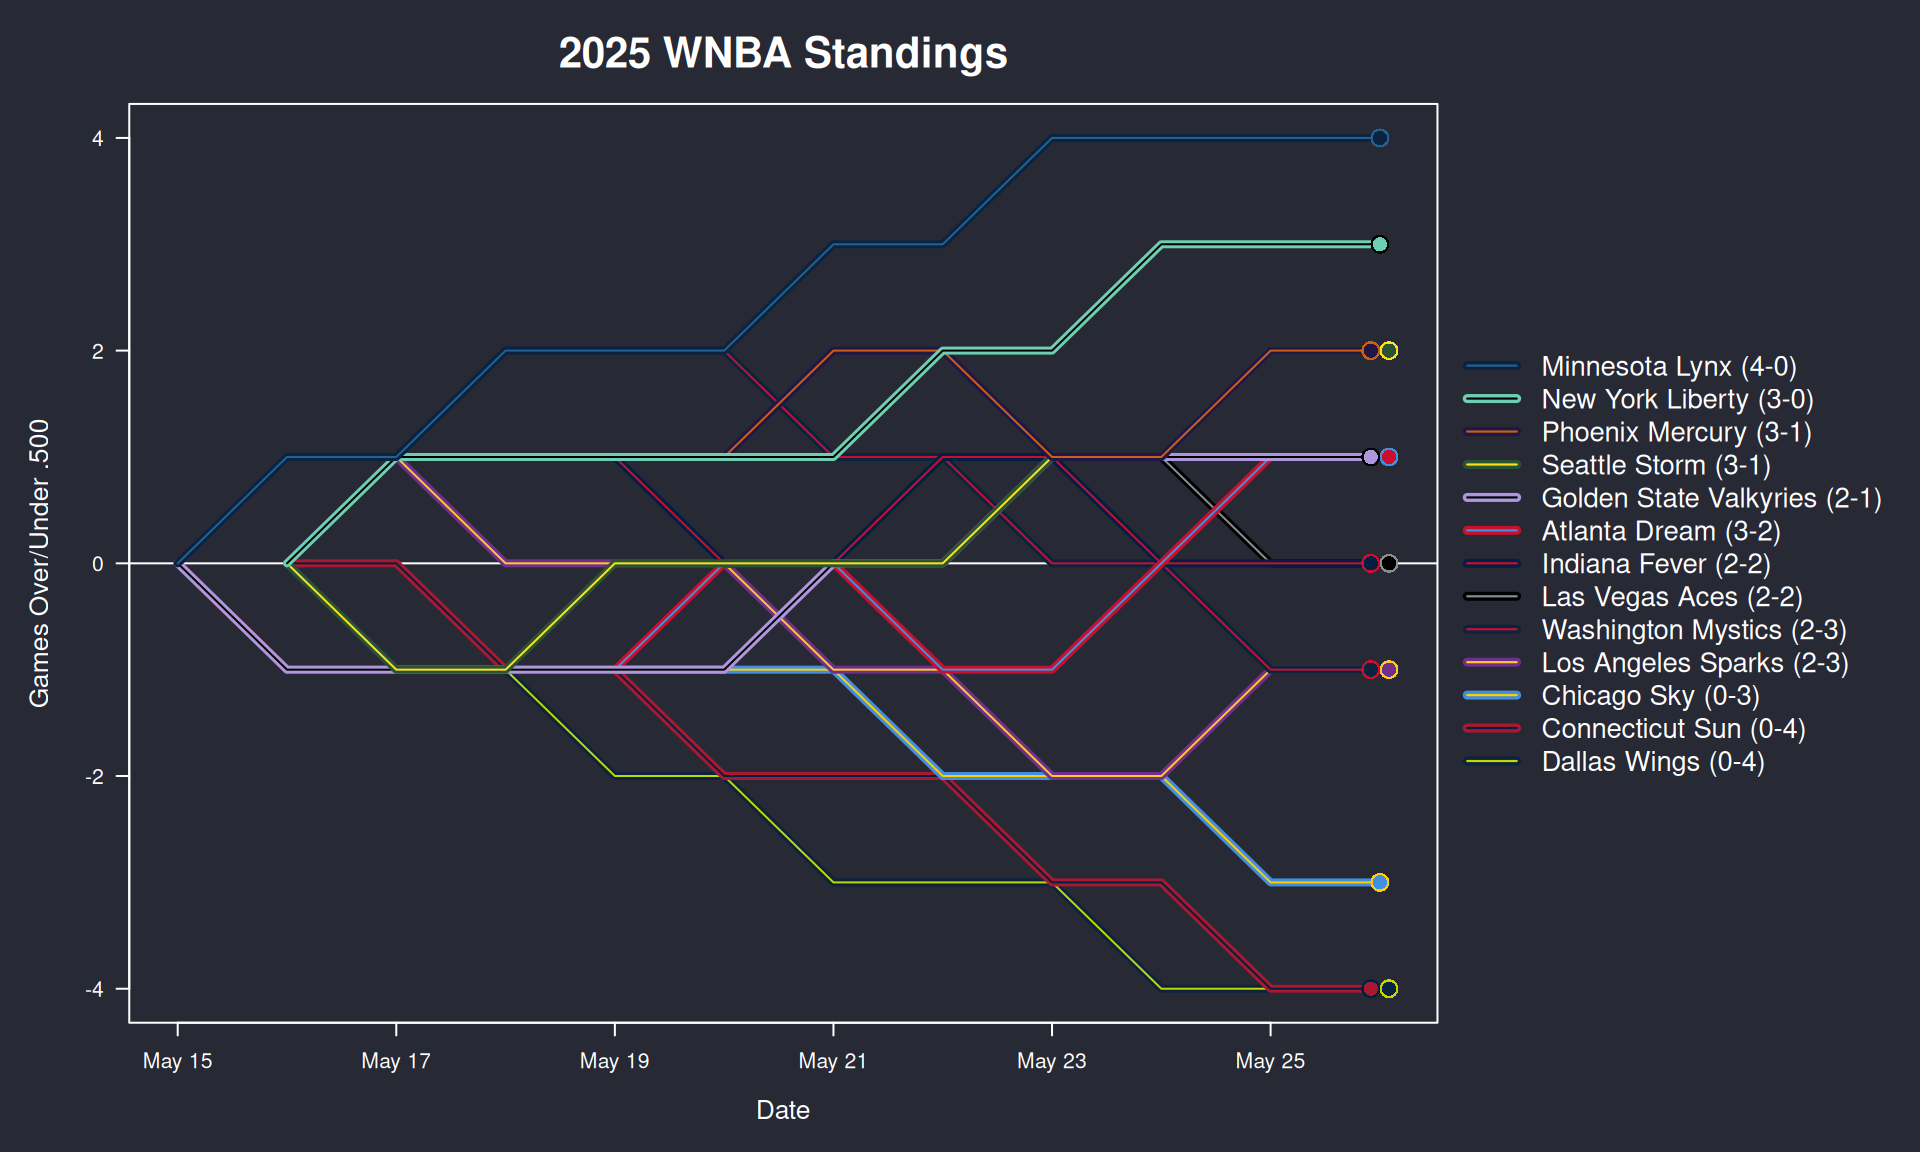 2025 WNBA Standings
Games Over/Under .500
4
2
0
-2
-4
May 15
May 17
May 19
May 21
May 23
May 25
Date
Minnesota Lynx (4-0)
New York Liberty (3-0)
Phoenix Mercury (3-1)
Seattle Storm (3-1)
Golden State Valkyries (2-1)
Atlanta Dream (3-2)
Indiana Fever (2-2)
Las Vegas Aces (2-2)
Washington Mystics (2-3)
Los Angeles Sparks (2-3)
Chicago Sky (0-3)
Connecticut Sun (0-4)
Dallas Wings (0-4)